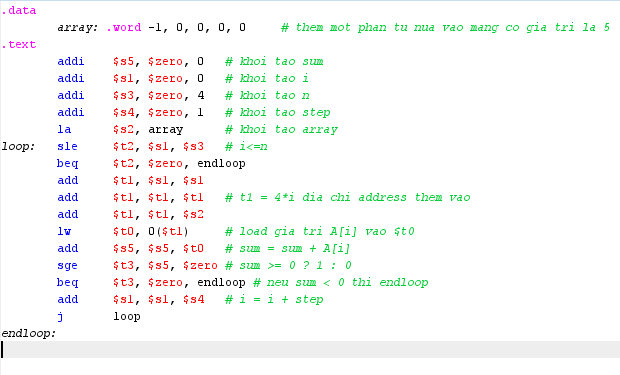 .data
array: .word -1, 0, 0, 0, 0 # them mot phan tu nua vao mang co gia tri la 5
.text
addi $s5, $zero, 0 # khoi tao sum
addi $s1, $zero, 0 # khoi tao i
addi $s3, $zero, 4 # khoi tao n
addi $s4, $zero, 1 # khoi tao step
la $s2, array # khoi tao array
loop: sle $t2, $s1, $s3 # i<=n
beq $t2, $zero, endloop
add $t1, $s1, $s1
add $t1, $t1, $t1 # t1 = 4*i dia chi address them vao
add $t1, $t1, $s2
lw $t0, 0($t1) # load gia tri A[i] vao $t0
add $s5, $s5, $t0 # sum = sum + A[i]
sge $t3, $s5, $zero # sum >= 0 ? 1 : 0
beq $t3, $zero, endloop # neu sum < 0 thi endloop
add $s1, $s1, $s4 # i = i + step
j loop
endloop: